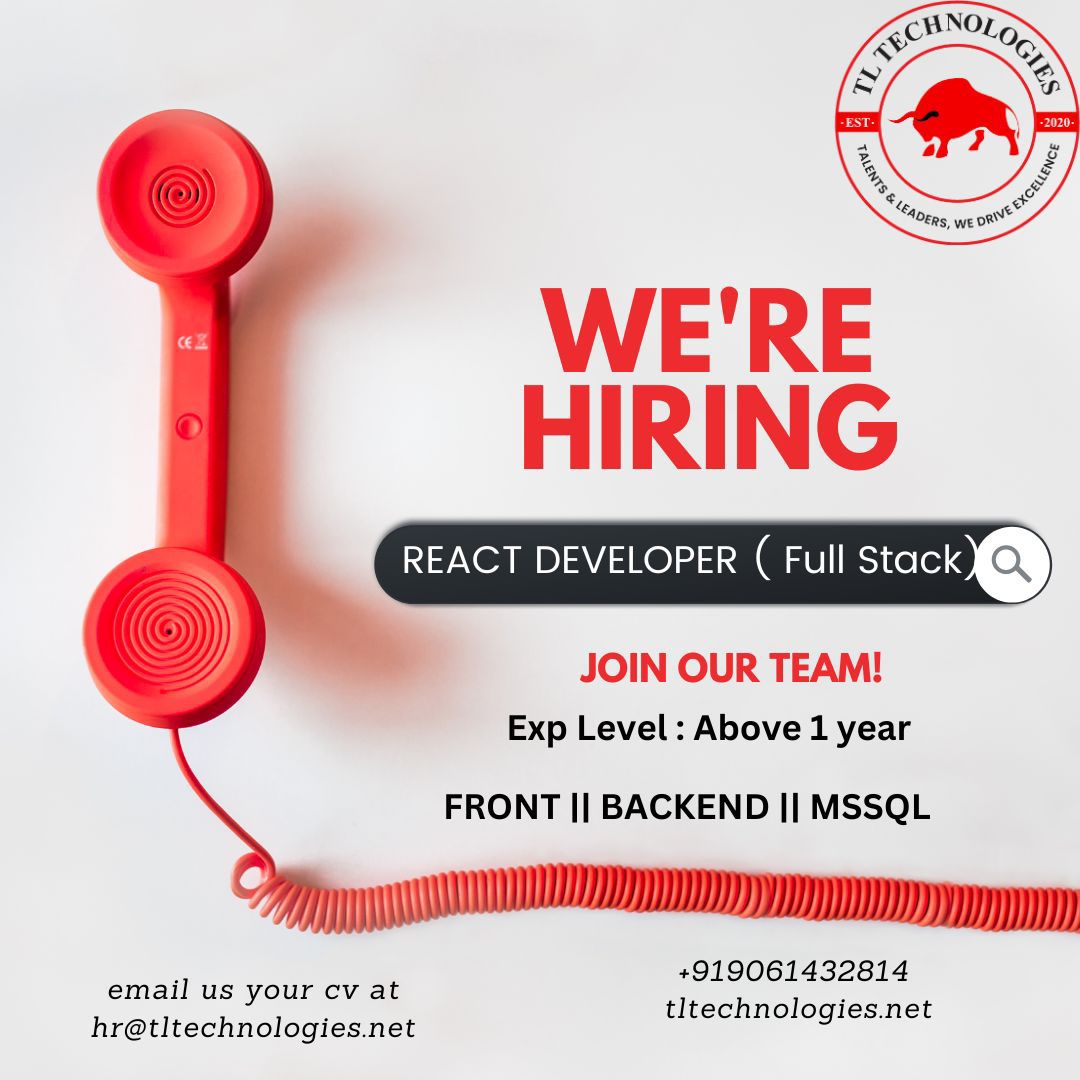 TL TECHNOLOGIES
·EST· ·2020·
TALENTS & LEADERS, WE DRIVE EXCELLENCE
WE'RE
HIRING
REACT DEVELOPER ( Full Stack)
JOIN OUR TEAM!
Exp Level : Above 1 year
FRONT || BACKEND || MSSQL
email us your cv at
hr@tltechnologies.net
+919061432814
tltechnologies.net
CE